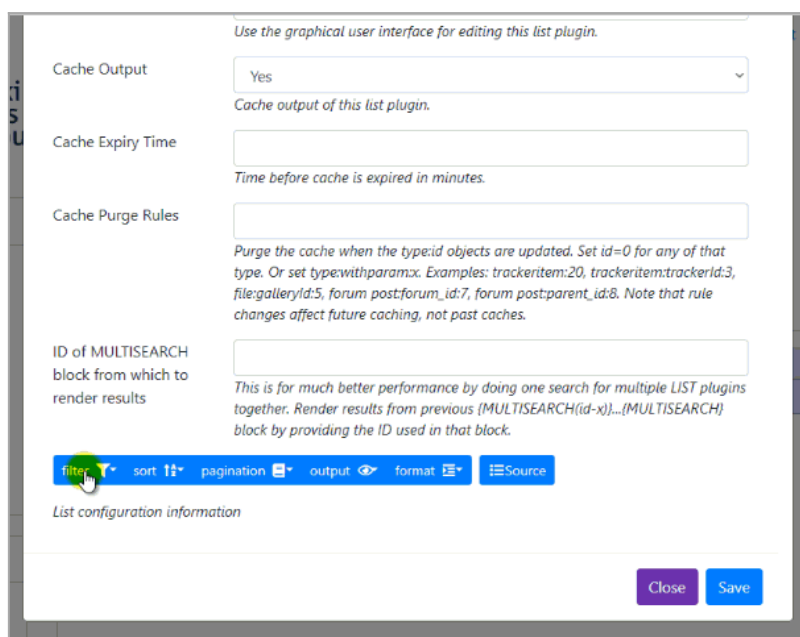 Use the graphical user interface for editing this list plugin.
Cache Output
Yes
Cache output of this list plugin.
Cache Expiry Time
Time before cache is expired in minutes.
Cache Purge Rules
Purge the cache when the type:id objects are updated. Set id=0 for any of that
type. Or set type:withparam:x. Examples: trackeritem:20, trackeritem:trackerId:3,
file:galleryId:5, forum post:forum_id:7, forum post:parent_id:8. Note that rule
changes affect future caching, not past caches.
ID of MULTISEARCH
block from which to
render results
This is for much better performance by doing one search for multiple LIST plugins
together. Render results from previous {MULTISEARCH(id-x)}...{MULTISEARCH}
block by providing the ID used in that block.
filter sort pagination output format Source
List configuration information
Close Save